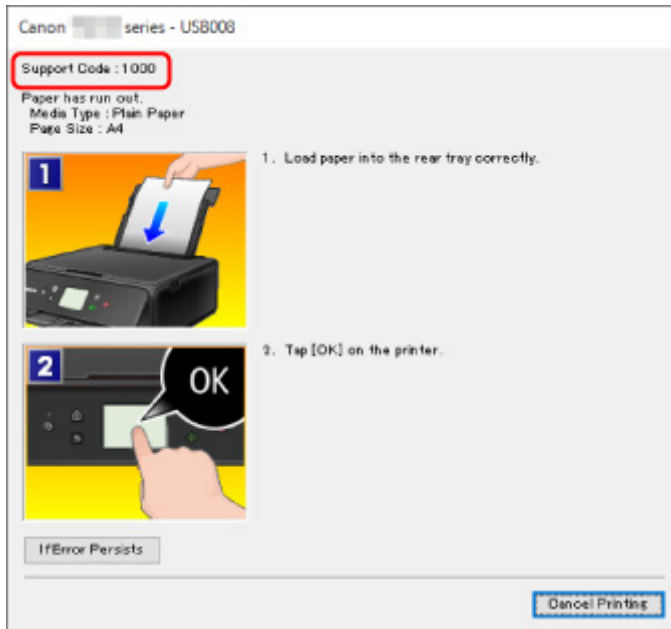 Canon series - USB008
Support Code : 1000
Paper has run out.
Media Type : Plain Paper
Page Size : A4
1
1. Load paper into the rear tray correctly.
2
OK
2. Tap [OK] on the printer.
If Error Persists
Cancel Printing